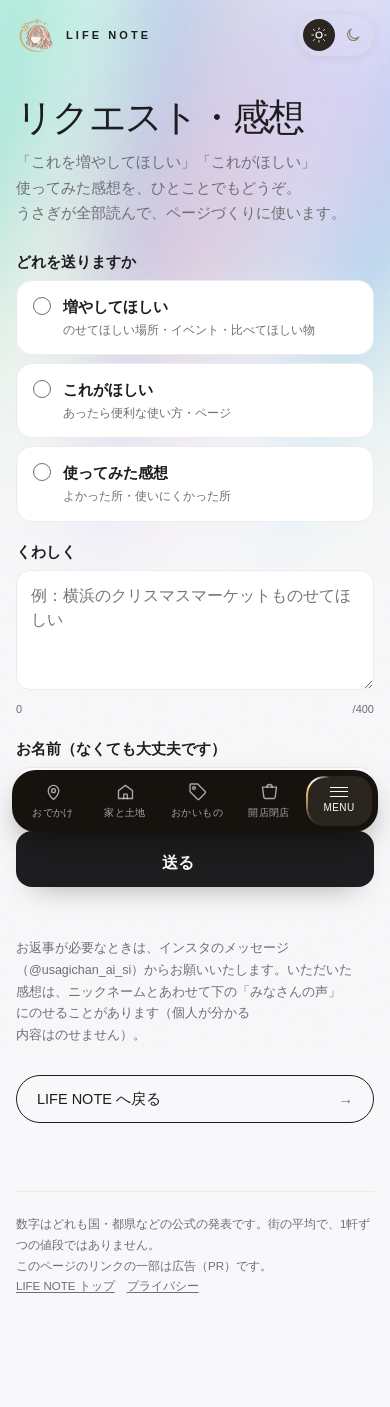 LIFE NOTE
リクエスト・感想
「これを増やしてほしい」「これがほしい」
使ってみた感想を、ひとことでもどうぞ。
うさぎが全部読んで、ページづくりに使います。
どれを送りますか
増やしてほしい
のせてほしい場所・イベント・比べてほしい物
これがほしい
あったら便利な使い方・ページ
使ってみた感想
よかった所・使いにくかった所
くわしく
例：横浜のクリスマスマーケットものせてほ
しい
0 /400
お名前（なくても大丈夫です）
おでかけ 家と土地 おかいもの 開店閉店 MENU
送る
お返事が必要なときは、インスタのメッセージ
（@usagichan_ai_si）からお願いいたします。いただいた
感想は、ニックネームとあわせて下の「みなさんの声」
にのせることがあります（個人が分かる
内容はのせません）。
LIFE NOTE へ戻る →
数字はどれも国・都県などの公式の発表です。街の平均で、1軒ず
つの値段ではありません。
このページのリンクの一部は広告（PR）です。
LIFE NOTE トップ プライバシー